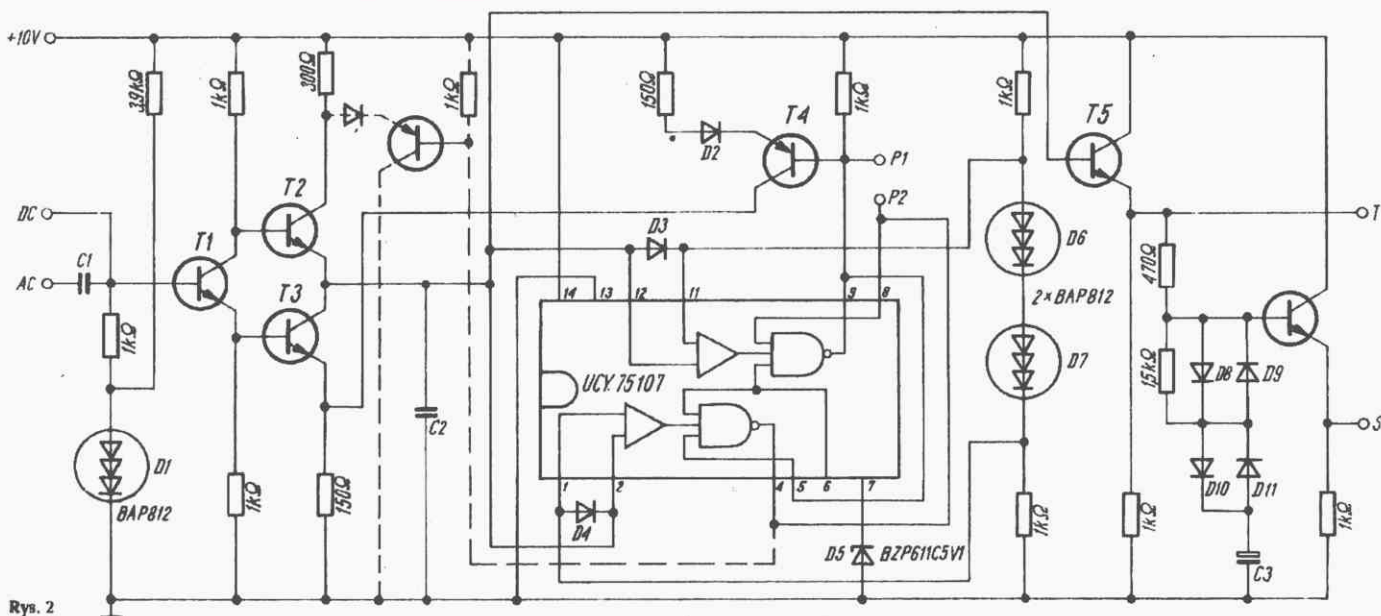 +10V
39kΩ
1kΩ
300Ω
1kΩ
150Ω
1kΩ
1kΩ
T4
T5
D2
P1
P2
T2
DC
T1
D3
D6
T
C1
AC
T3
14 13 12 11 9 8
2×BAP812
470Ω
1kΩ
UCY 75107
D7
1,5kΩ
D8
D9
C2
S
D1
BAP812
1kΩ
150Ω
1 2 4 5 6 7
D4
D10
D11
1kΩ
1kΩ
1kΩ
D5
BZP611C5V1
C3
Rys. 2